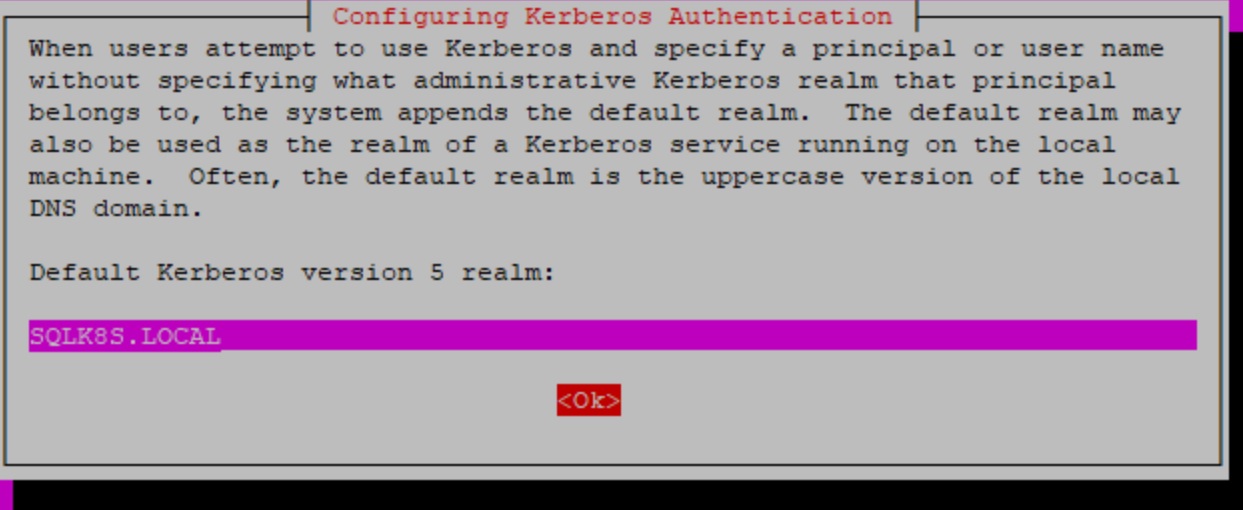 Configuring Kerberos Authentication
When users attempt to use Kerberos and specify a principal or user name
without specifying what administrative Kerberos realm that principal
belongs to, the system appends the default realm.  The default realm may
also be used as the realm of a Kerberos service running on the local
machine.  Often, the default realm is the uppercase version of the local
DNS domain.
Default Kerberos version 5 realm:
SQLK8S.LOCAL
<Ok>